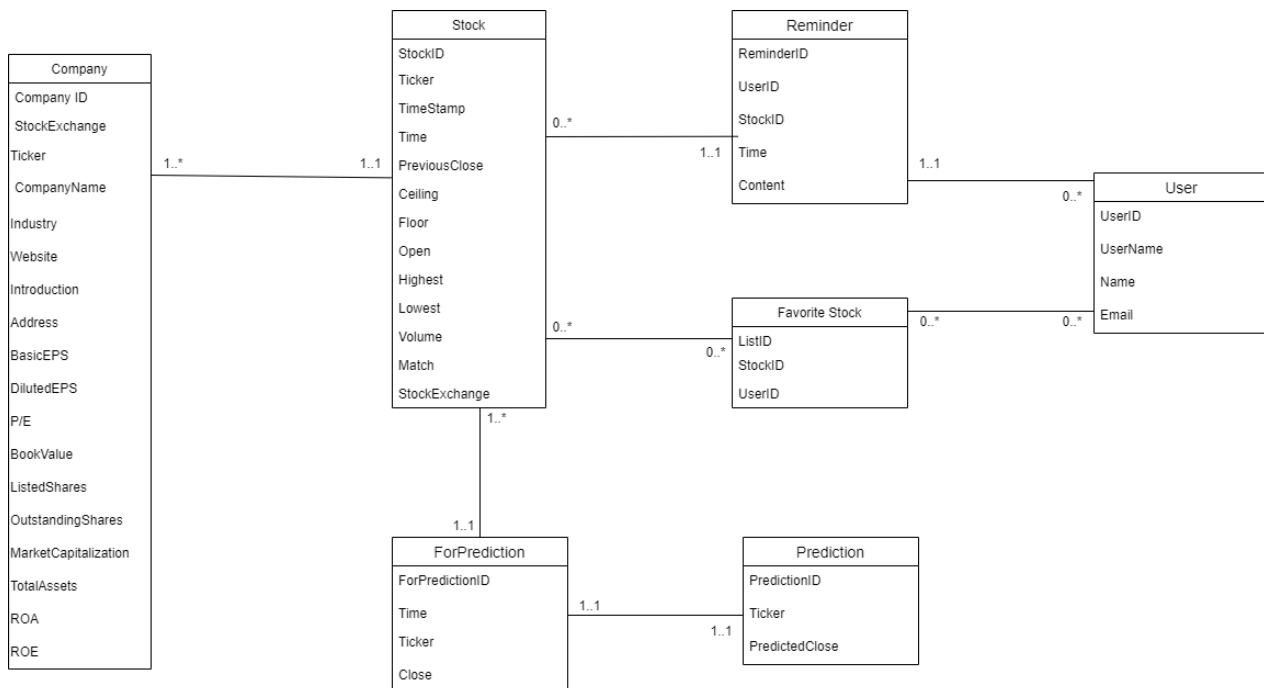 Company
Company ID
StockExchange
Ticker
CompanyName
Industry
Website
Introduction
Address
BasicEPS
DilutedEPS
P/E
BookValue
ListedShares
OutstandingShares
MarketCapitalization
TotalAssets
ROA
ROE
1..*
1..1
Stock
StockID
Ticker
TimeStamp
Time
PreviousClose
Ceiling
Floor
Open
Highest
Lowest
Volume
Match
StockExchange
0..*
1..1
0..*
0..*
1..*
1..1
Reminder
ReminderID
UserID
StockID
Time
Content
1..1
0..*
Favorite Stock
ListID
StockID
UserID
0..*
0..*
User
UserID
UserName
Name
Email
ForPrediction
ForPredictionID
Time
Ticker
Close
1..1
1..1
Prediction
PredictionID
Ticker
PredictedClose